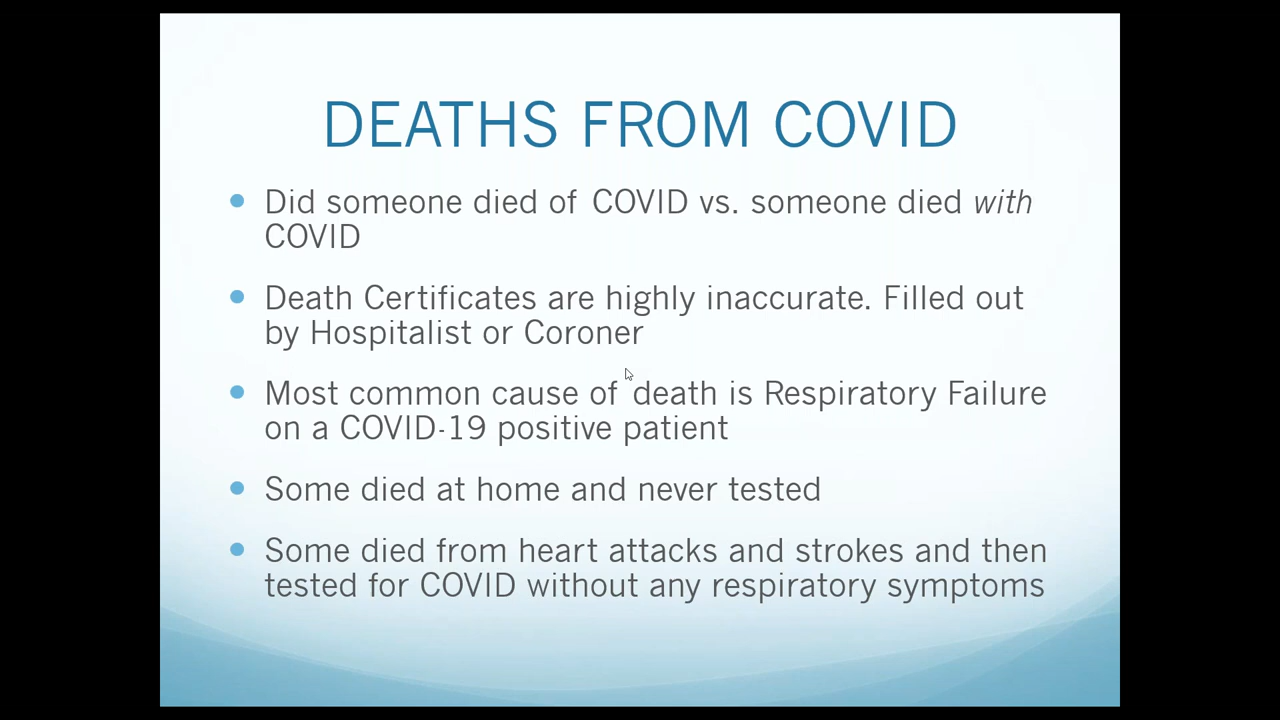 DEATHS FROM COVID
Did someone died of COVID vs. someone died with
COVID
Death Certificates are highly inaccurate. Filled out
by Hospitalist or Coroner
Most common cause of death is Respiratory Failure
on a COVID-19 positive patient
Some died at home and never tested
Some died from heart attacks and strokes and then
tested for COVID without any respiratory symptoms